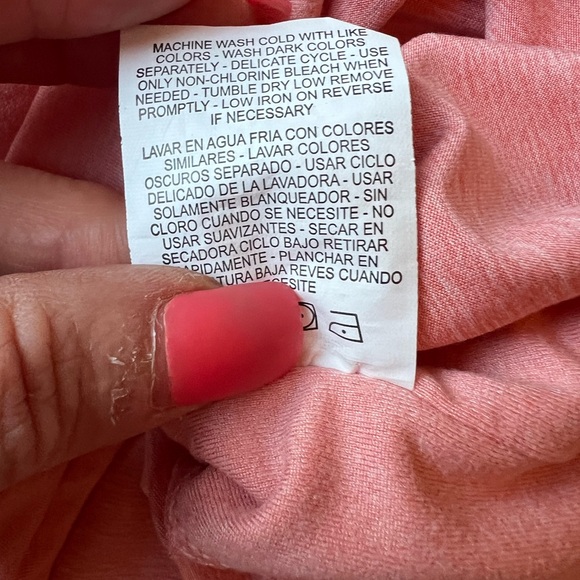 MACHINE WASH COLD WITH LIKE
COLORS - WASH DARK COLORS
SEPARATELY - DELICATE CYCLE - USE
ONLY NON-CHLORINE BLEACH WHEN
NEEDED - TUMBLE DRY LOW REMOVE
PROMPTLY - LOW IRON ON REVERSE
IF NECESSARY
LAVAR EN AGUA FRIA CON COLORES
SIMILARES - LAVAR COLORES
OSCUROS SEPARADO - USAR CICLO
DELICADO DE LA LAVADORA - USAR
SOLAMENTE BLANQUEADOR - SIN
CLORO CUANDO SE NECESITE - NO
USAR SUAVIZANTES - SECAR EN
SECADORA CICLO BAJO RETIRAR
APIDAMENTE - PLANCHAR EN
TURA BAJA REVES CUANDO
ESITE